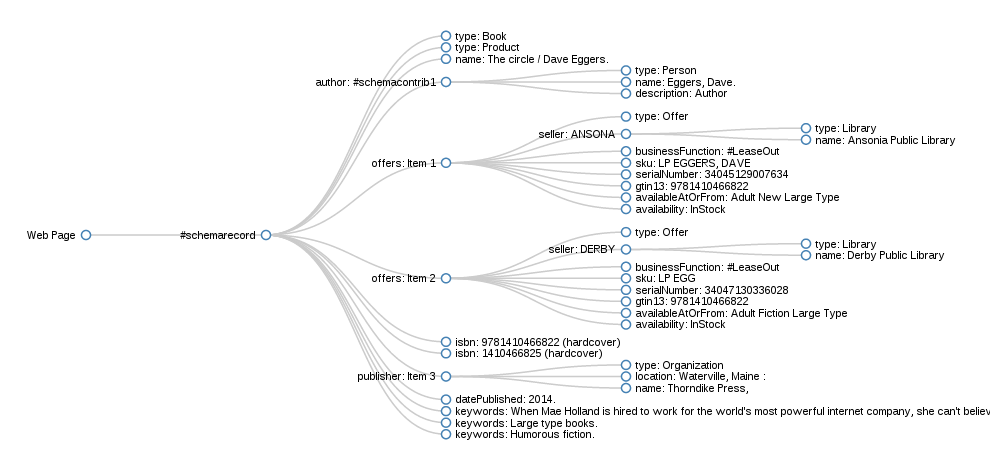 type: Book
type: Product
name: The circle / Dave Eggers.
author: #schemacontrib1
type: Person
name: Eggers, Dave.
description: Author
type: Offer
seller: ANSONA
type: Library
name: Ansonia Public Library
businessFunction: #LeaseOut
sku: LP EGGERS, DAVE
offers: Item 1
serialNumber: 34045129007634
gtin13: 9781410466822
availableAtOrFrom: Adult New Large Type
availability: InStock
Web Page
#schemarecord
type: Offer
seller: DERBY
type: Library
name: Derby Public Library
businessFunction: #LeaseOut
offers: Item 2
sku: LP EGG
serialNumber: 34047130336028
gtin13: 9781410466822
availableAtOrFrom: Adult Fiction Large Type
availability: InStock
isbn: 9781410466822 (hardcover)
isbn: 1410466825 (hardcover)
publisher: Item 3
type: Organization
location: Waterville, Maine :
name: Thorndike Press,
datePublished: 2014.
keywords: When Mae Holland is hired to work for the world's most powerful internet company, she can't believ
keywords: Large type books.
keywords: Humorous fiction.